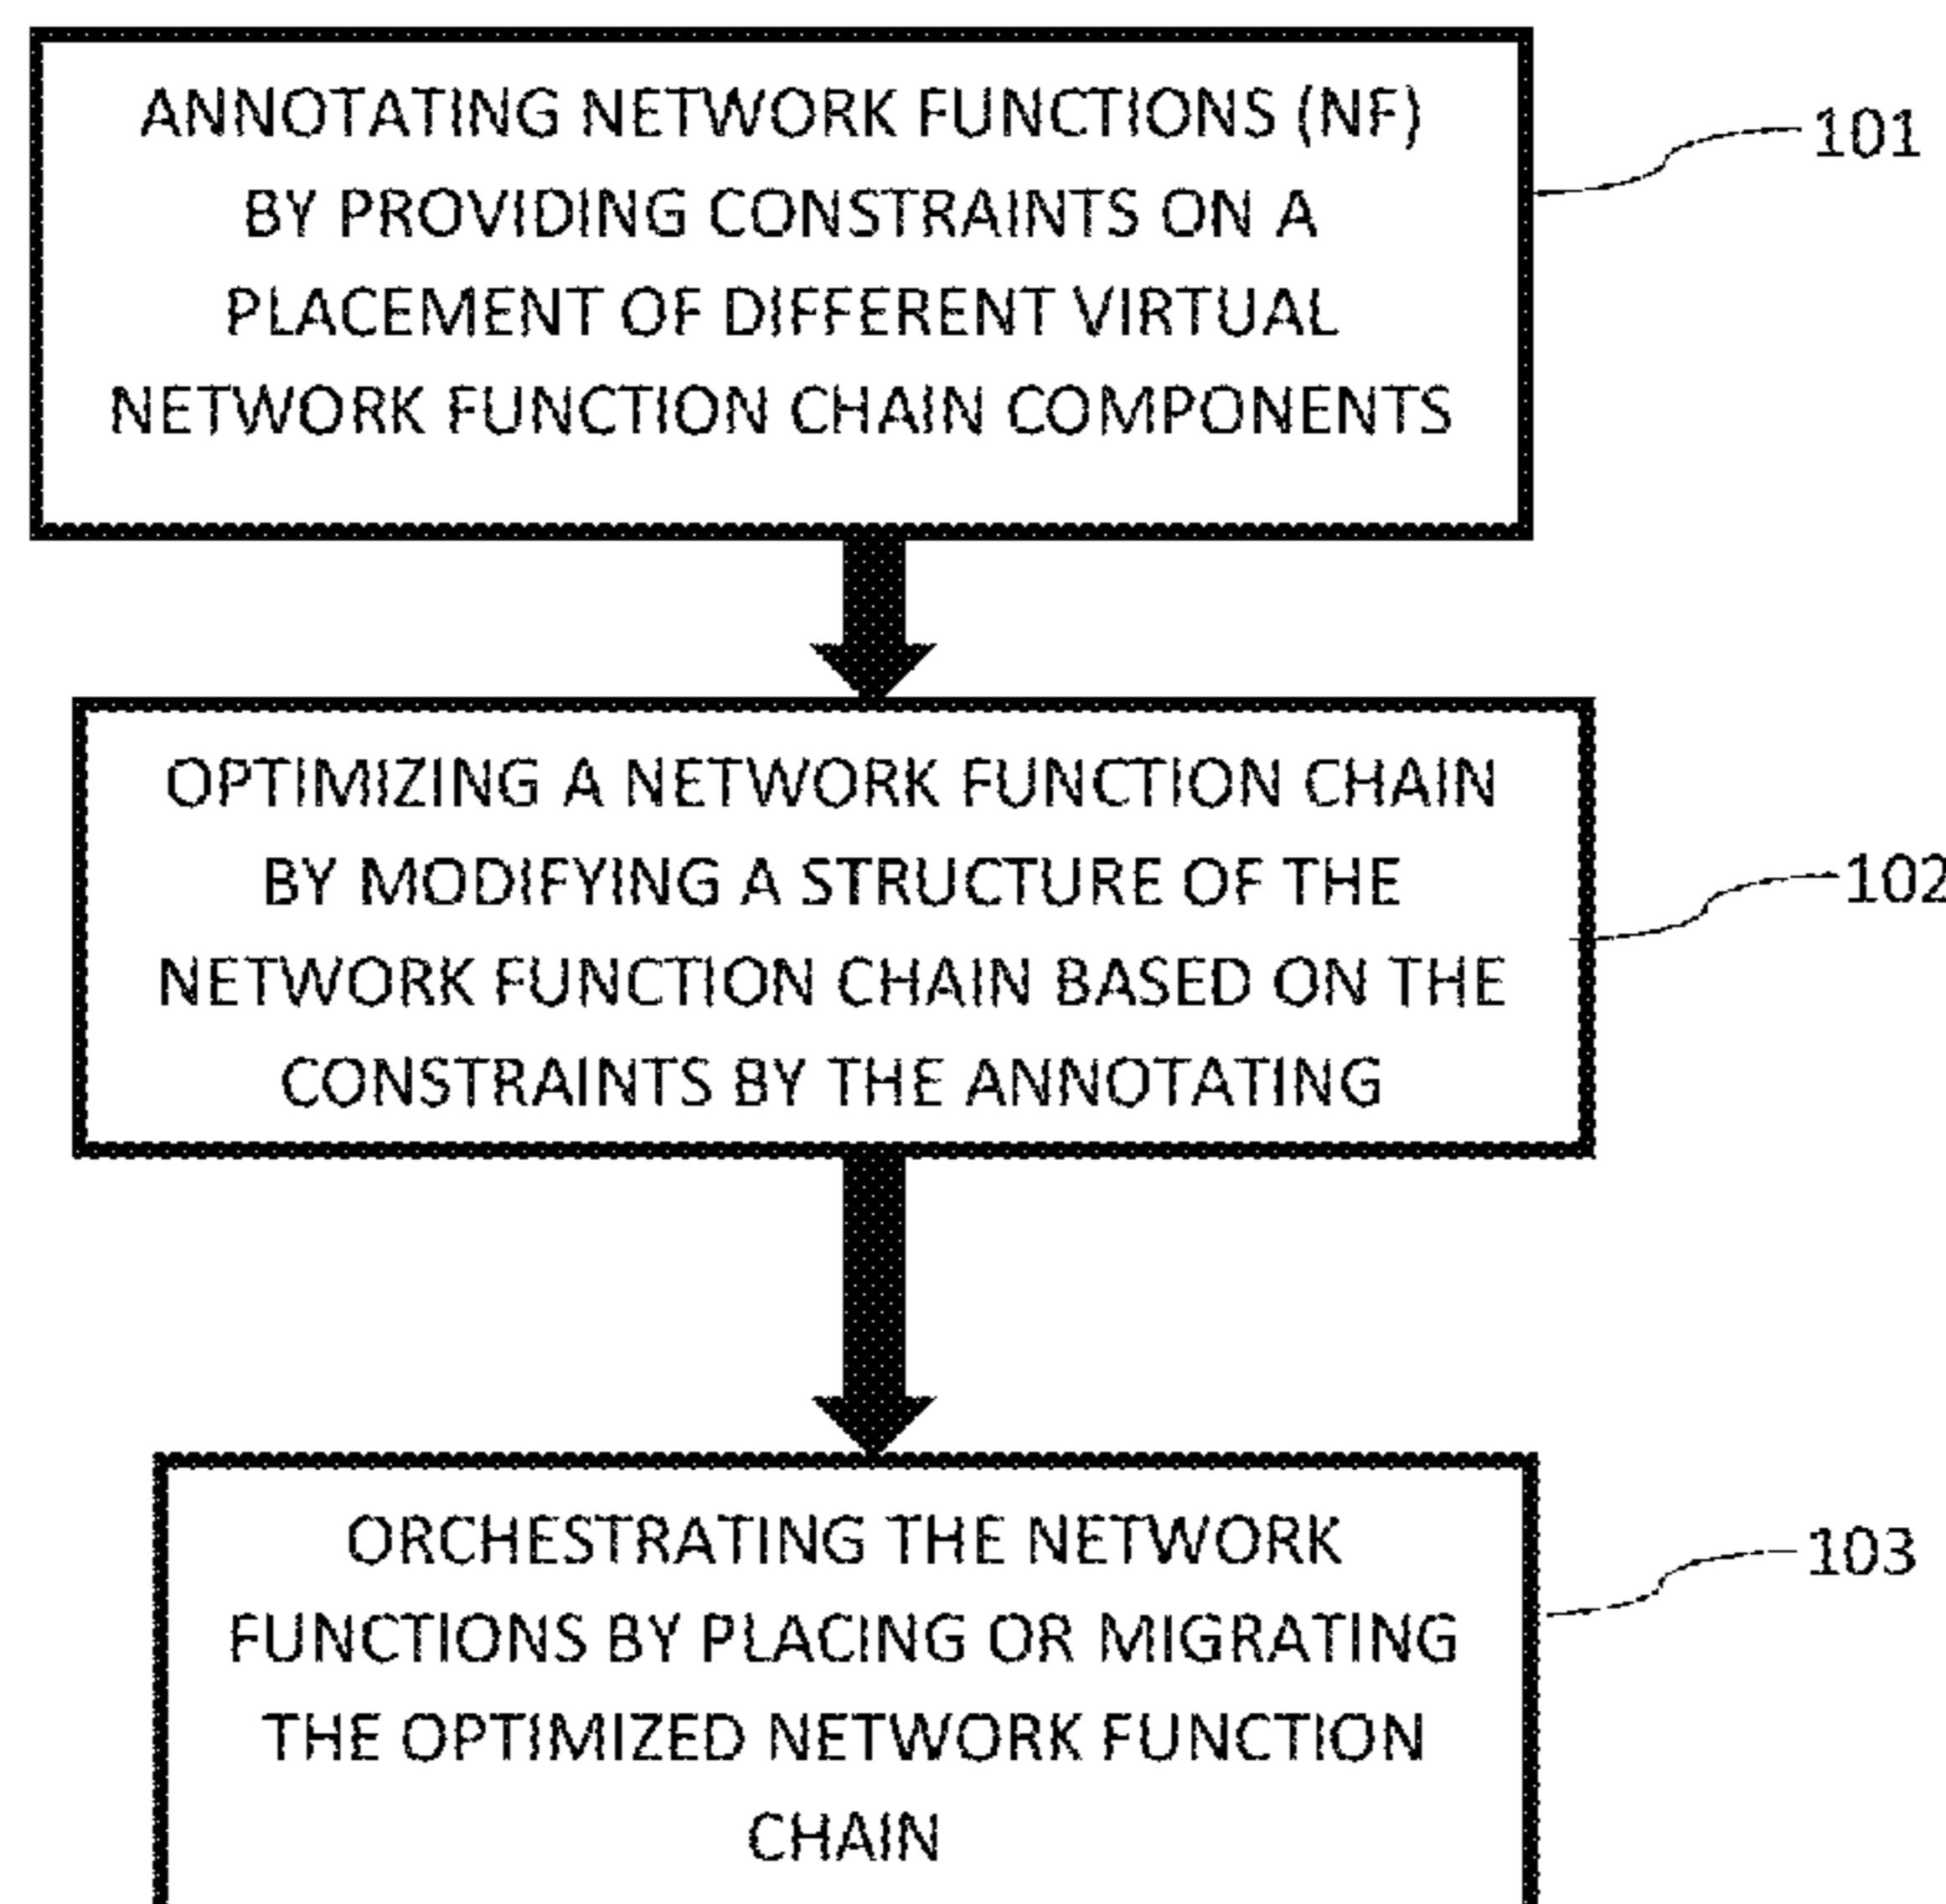 ANNOTATING NETWORK FUNCTIONS (NF)
BY PROVIDING CONSTRAINTS ON A
PLACEMENT OF DIFFERENT VIRTUAL
NETWORK FUNCTION CHAIN COMPONENTS
101
OPTIMIZING A NETWORK FUNCTION CHAIN
BY MODIFYING A STRUCTURE OF THE
NETWORK FUNCTION CHAIN BASED ON THE
CONSTRAINTS BY THE ANNOTATING
102
ORCHESTRATING THE NETWORK
FUNCTIONS BY PLACING OR MIGRATING
THE OPTIMIZED NETWORK FUNCTION
CHAIN
103